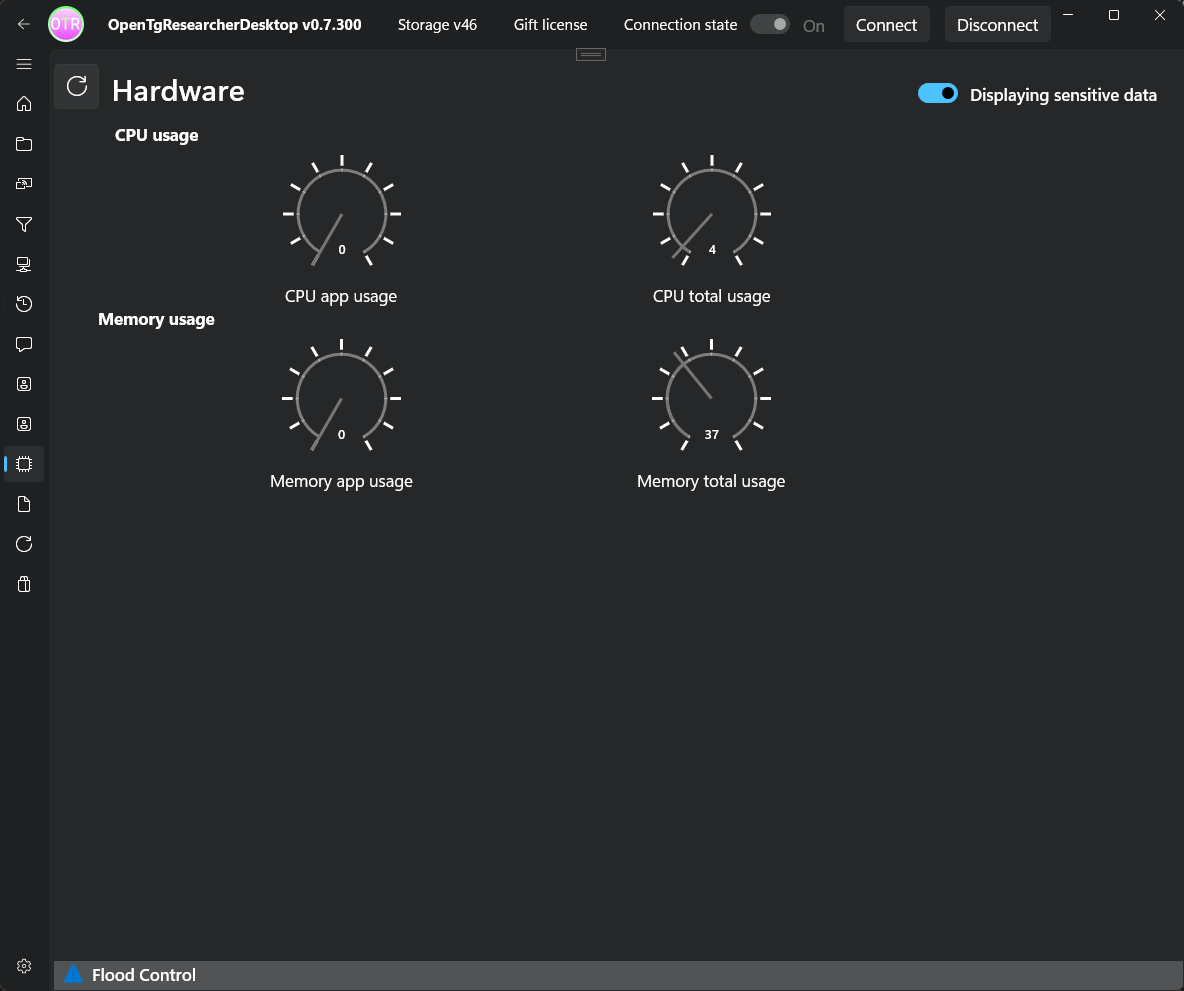 OTR
OpenTgResearcherDesktop v0.7.300
Storage v46
Gift license
Connection state
On
Connect
Disconnect
Hardware
Displaying sensitive data
CPU usage
0
4
CPU app usage
CPU total usage
Memory usage
0
37
Memory app usage
Memory total usage
Flood Control